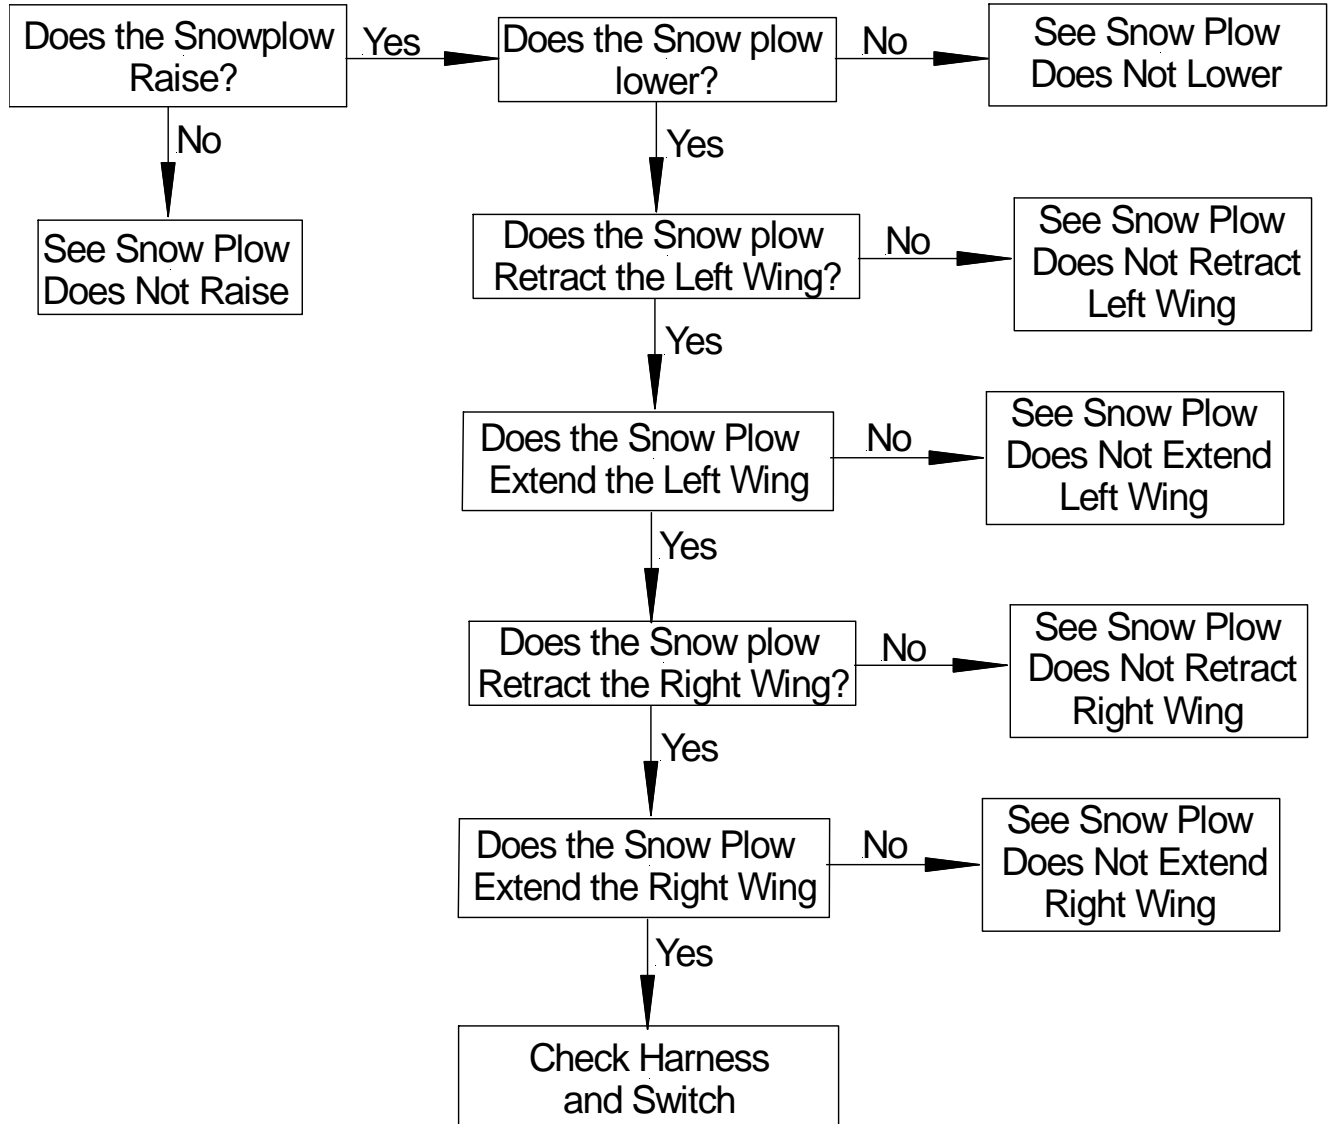 Does the Snowplow
Raise?
Yes
Does the Snow plow
lower?
No
See Snow Plow
Does Not Lower
No
Yes
See Snow Plow
Does Not Raise
Does the Snow plow
Retract the Left Wing?
No
See Snow Plow
Does Not Retract
Left Wing
Yes
Does the Snow Plow
Extend the Left Wing
No
See Snow Plow
Does Not Extend
Left Wing
Yes
Does the Snow plow
Retract the Right Wing?
No
See Snow Plow
Does Not Retract
Right Wing
Yes
Does the Snow Plow
Extend the Right Wing
No
See Snow Plow
Does Not Extend
Right Wing
Yes
Check Harness
and Switch